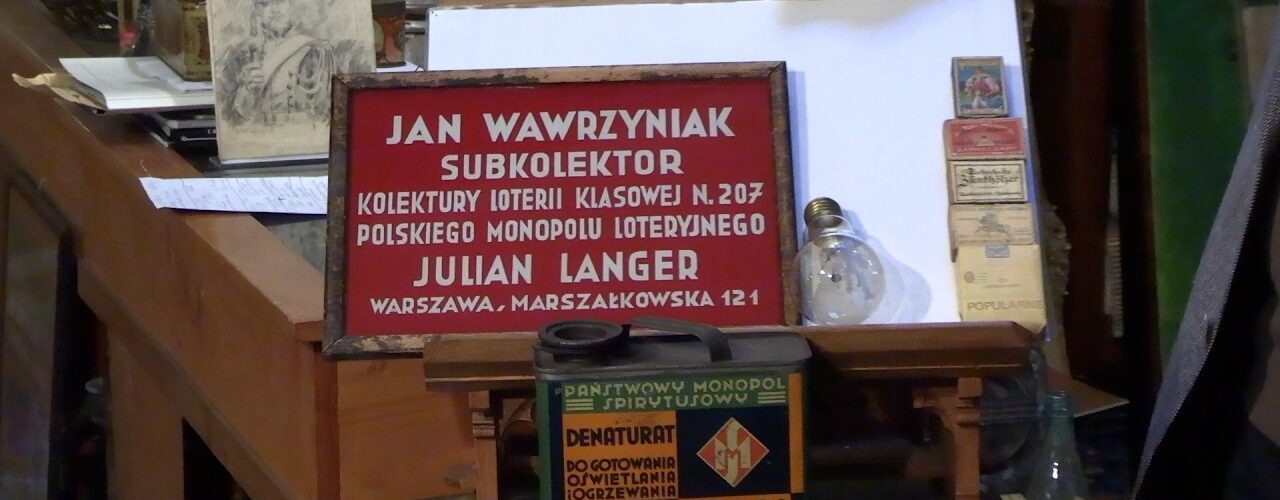 JAN WAWRZYNIAK
SUBKOLEKTOR
KOLEKTURY LOTERII KLASOWEJ N. 207
POLSKIEGO MONOPOLU LOTERYJNEGO
JULIAN LANGER
WARSZAWA, MARSZAŁKOWSKA 121
POPULARNE
PAŃSTWOWY MONOPOL
SPIRYTUSOWY
DENATURAT
DO GOTOWANIA
OŚWIETLANIA
i OGRZEWANIA